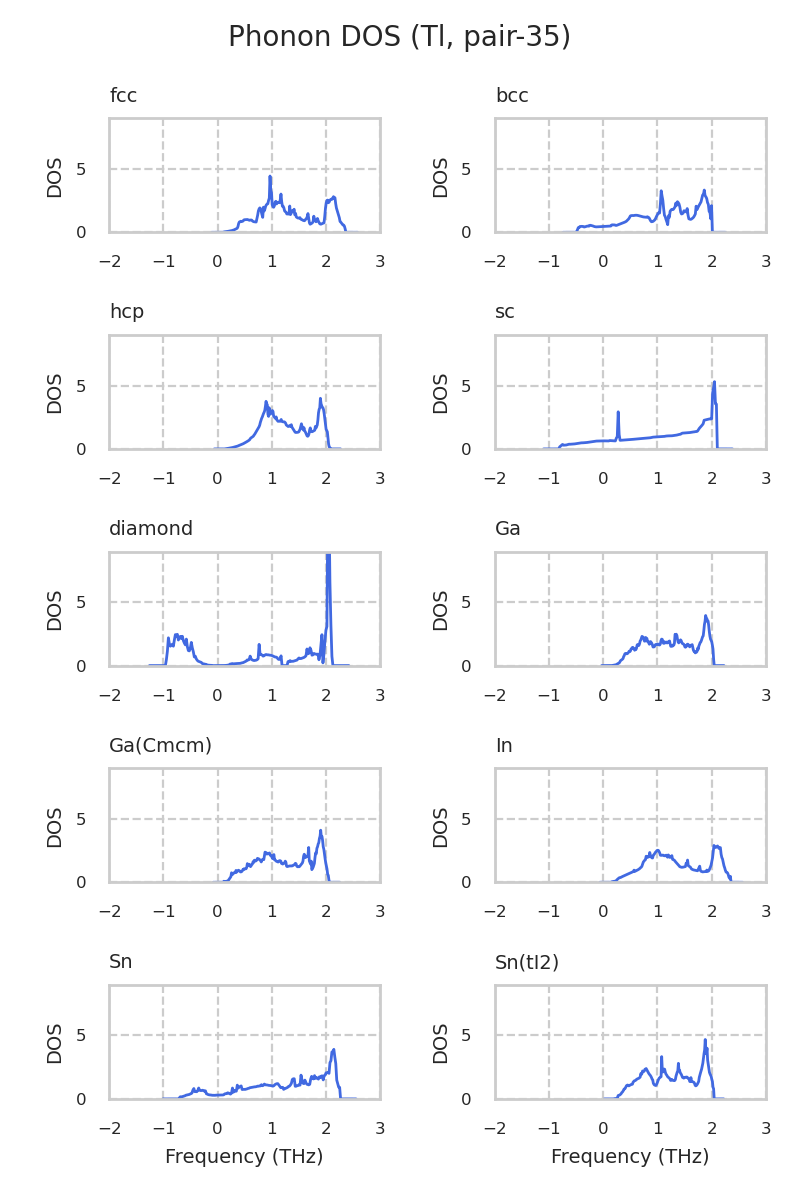 Phonon DOS (Tl, pair-35)
fcc
bcc
DOS
5
0
−2 −1 0 1 2 3
DOS
5
0
−2 −1 0 1 2 3
hcp
sc
DOS
5
0
−2 −1 0 1 2 3
DOS
5
0
−2 −1 0 1 2 3
diamond
Ga
DOS
5
0
−2 −1 0 1 2 3
DOS
5
0
−2 −1 0 1 2 3
Ga(Cmcm)
In
DOS
5
0
−2 −1 0 1 2 3
DOS
5
0
−2 −1 0 1 2 3
Sn
Sn(tI2)
DOS
5
0
−2 −1 0 1 2 3
Frequency (THz)
DOS
5
0
−2 −1 0 1 2 3
Frequency (THz)